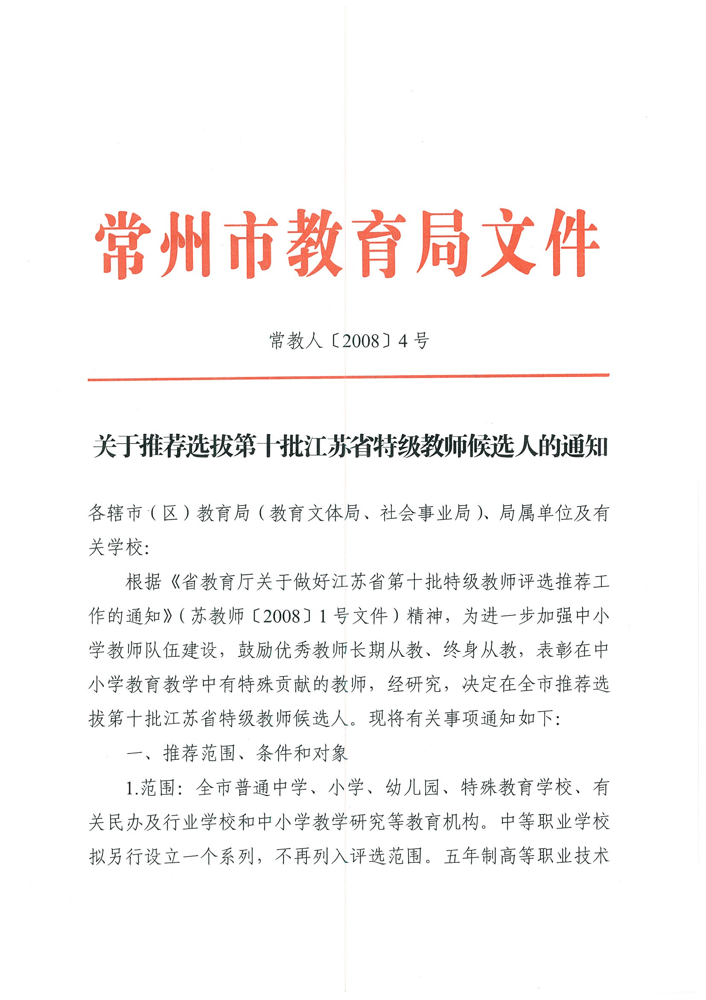 常州市教育局文件
常教人〔2008〕4 号
关于推荐选拔第十批江苏省特级教师候选人的通知
各辖市（区）教育局（教育文体局、社会事业局）、局属单位及有
关学校：
根据《省教育厅关于做好江苏省第十批特级教师评选推荐工
作的通知》（苏教师〔2008〕1 号文件）精神，为进一步加强中小
学教师队伍建设，鼓励优秀教师长期从教、终身从教，表彰在中
小学教育教学中有特殊贡献的教师，经研究，决定在全市推荐选
拔第十批江苏省特级教师候选人。现将有关事项通知如下：
一、推荐范围、条件和对象
1.范围：全市普通中学、小学、幼儿园、特殊教育学校、有
关民办及行业学校和中小学教学研究等教育机构。中等职业学校
拟另行设立一个系列，不再列入评选范围。五年制高等职业技术